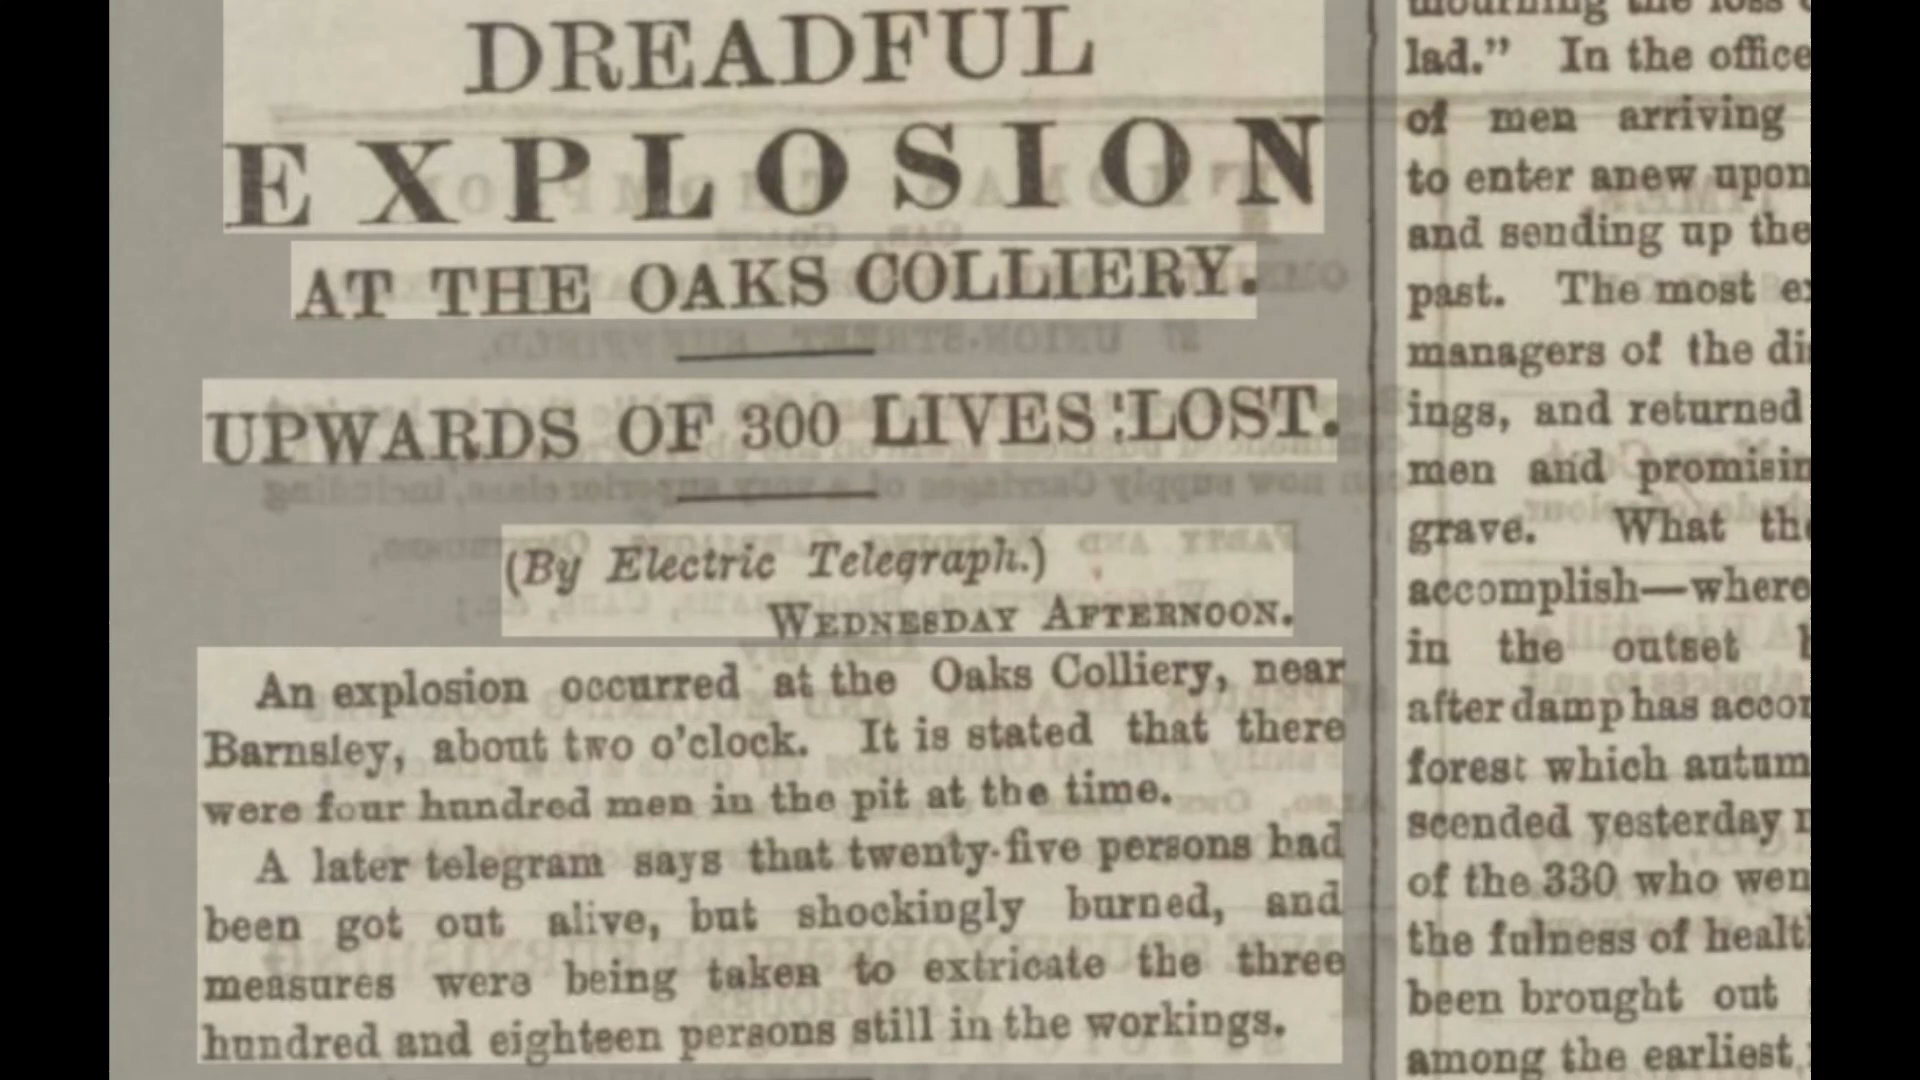 DREADFUL
EXPLOSION
AT THE OAKS COLLIERY.
UPWARDS OF 300 LIVES LOST.
(By Electric Telegraph.)
WEDNESDAY AFTERNOON.
An explosion occurred at the Oaks Colliery, near
Barnsley, about two o'clock. It is stated that there
were four hundred men in the pit at the time.
A later telegram says that twenty-five persons had
been got out alive, but shockingly burned, and
measures were being taken to extricate the three
hundred and eighteen persons still in the workings.
mourning the loss
lad." In the office
of men arriving
to enter anew upon
and sending up the
past. The most
managers of the
ings, and returned
men and
grave. What
accomplish—where
in the outset
after damp has
forest which
scended yesterday
of the 330 who
the fulness of
been brought out
among the earliest